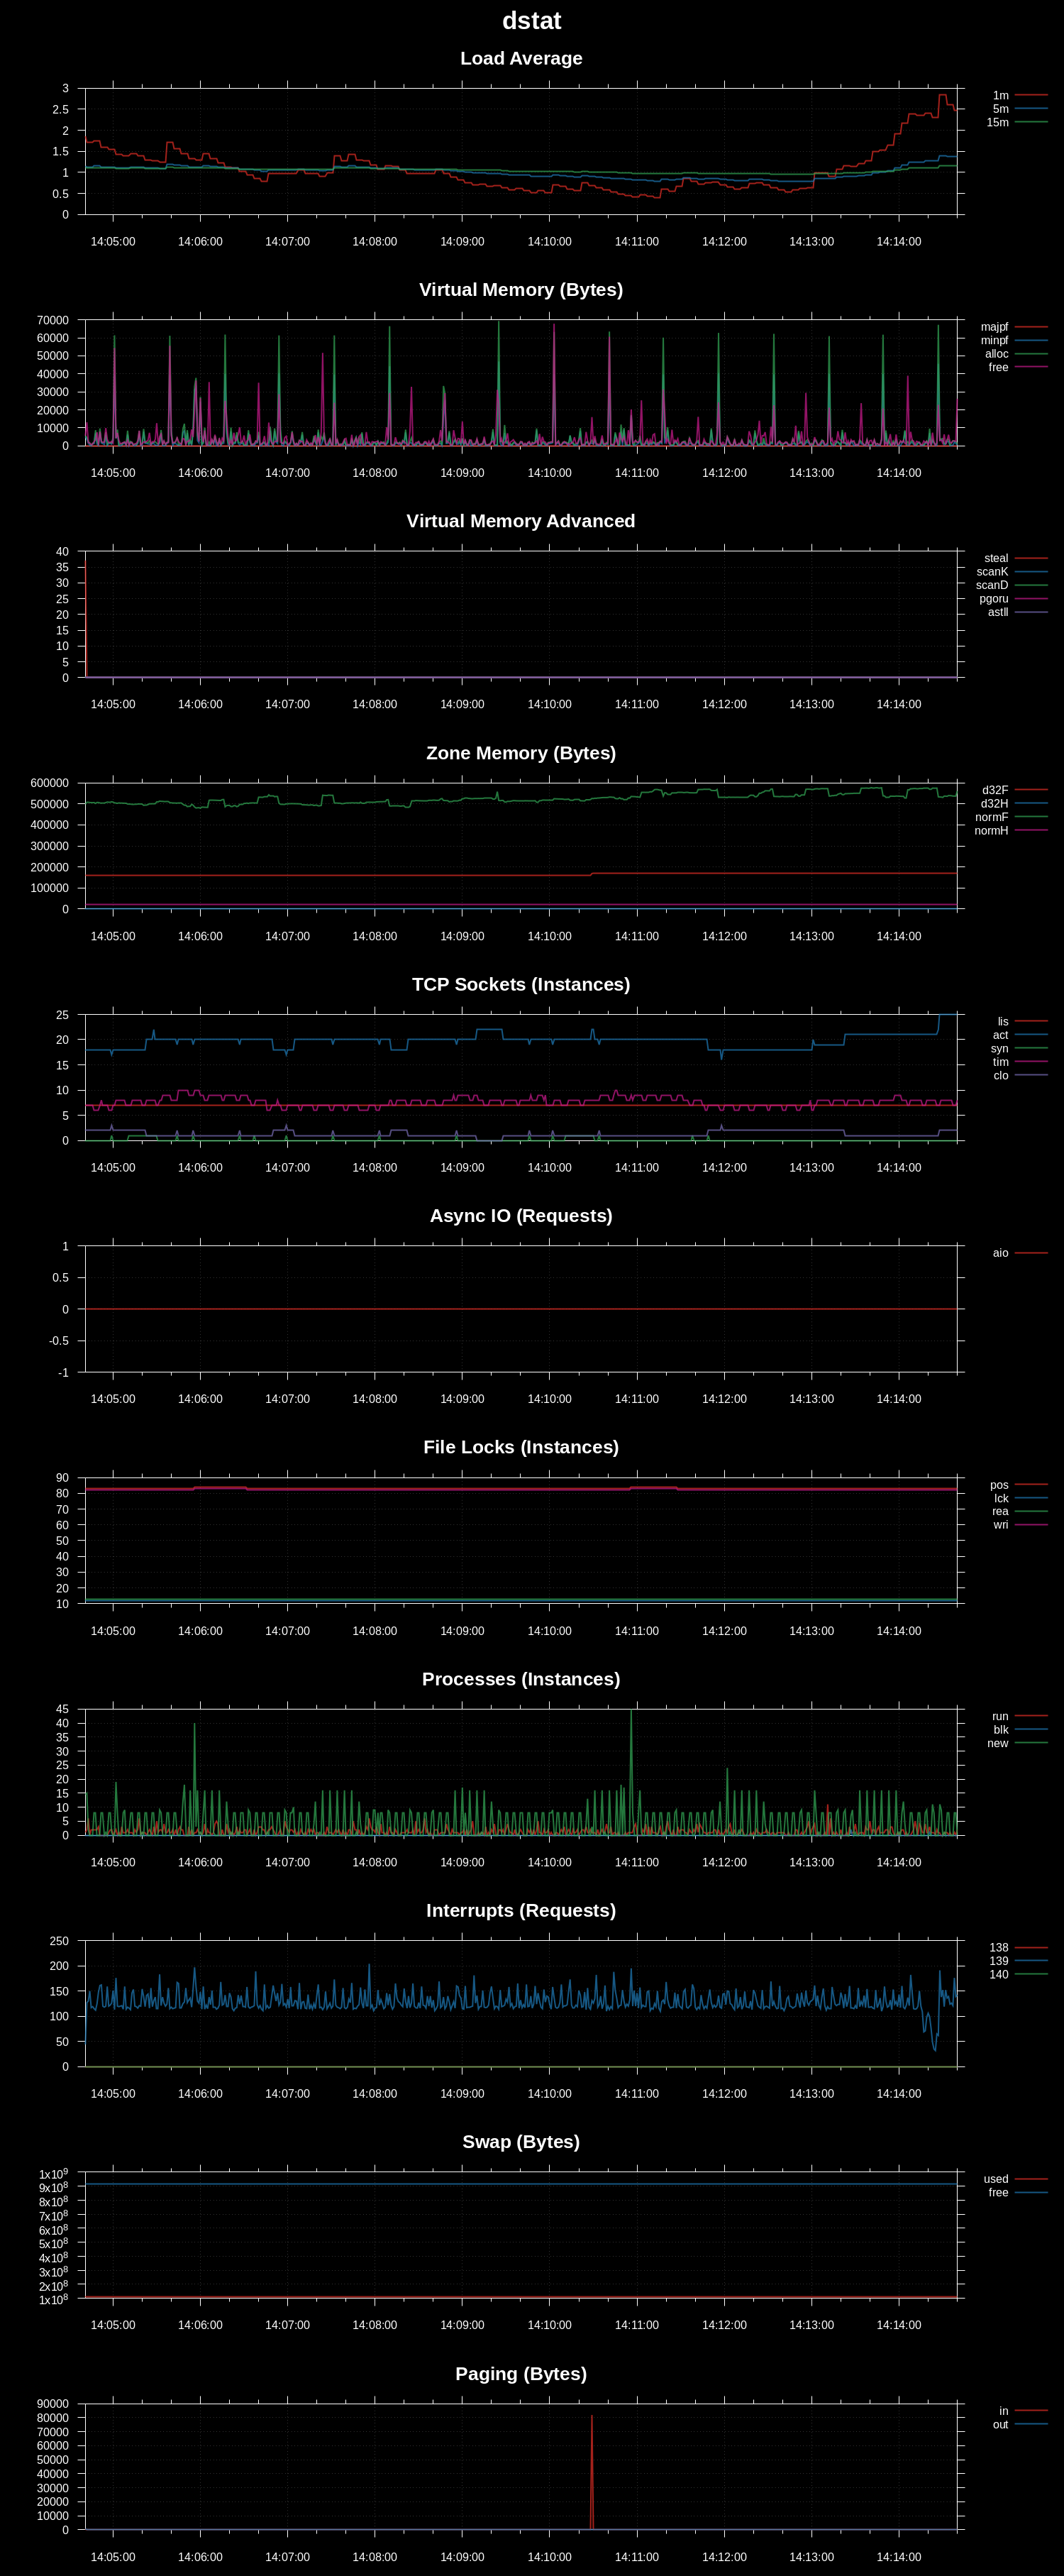 dstat
Load Average
3
2.5
2
1.5
1
0.5
0
14:05:00 14:06:00 14:07:00 14:08:00 14:09:00 14:10:00 14:11:00 14:12:00 14:13:00 14:14:00
1m
5m
15m
Virtual Memory (Bytes)
70000
60000
50000
40000
30000
20000
10000
0
14:05:00 14:06:00 14:07:00 14:08:00 14:09:00 14:10:00 14:11:00 14:12:00 14:13:00 14:14:00
majpf
minpf
alloc
free
Virtual Memory Advanced
40
35
30
25
20
15
10
5
0
14:05:00 14:06:00 14:07:00 14:08:00 14:09:00 14:10:00 14:11:00 14:12:00 14:13:00 14:14:00
steal
scanK
scanD
pgoru
astll
Zone Memory (Bytes)
600000
500000
400000
300000
200000
100000
0
14:05:00 14:06:00 14:07:00 14:08:00 14:09:00 14:10:00 14:11:00 14:12:00 14:13:00 14:14:00
d32F
d32H
normF
normH
TCP Sockets (Instances)
25
20
15
10
5
0
14:05:00 14:06:00 14:07:00 14:08:00 14:09:00 14:10:00 14:11:00 14:12:00 14:13:00 14:14:00
lis
act
syn
tim
clo
Async IO (Requests)
1
0.5
0
-0.5
-1
14:05:00 14:06:00 14:07:00 14:08:00 14:09:00 14:10:00 14:11:00 14:12:00 14:13:00 14:14:00
aio
File Locks (Instances)
90
80
70
60
50
40
30
20
10
14:05:00 14:06:00 14:07:00 14:08:00 14:09:00 14:10:00 14:11:00 14:12:00 14:13:00 14:14:00
pos
lck
rea
wri
Processes (Instances)
45
40
35
30
25
20
15
10
5
0
14:05:00 14:06:00 14:07:00 14:08:00 14:09:00 14:10:00 14:11:00 14:12:00 14:13:00 14:14:00
run
blk
new
Interrupts (Requests)
250
200
150
100
50
0
14:05:00 14:06:00 14:07:00 14:08:00 14:09:00 14:10:00 14:11:00 14:12:00 14:13:00 14:14:00
138
139
140
Swap (Bytes)
1x10⁹
9x10⁸
8x10⁸
7x10⁸
6x10⁸
5x10⁸
4x10⁸
3x10⁸
2x10⁸
1x10⁸
14:05:00 14:06:00 14:07:00 14:08:00 14:09:00 14:10:00 14:11:00 14:12:00 14:13:00 14:14:00
used
free
Paging (Bytes)
90000
80000
70000
60000
50000
40000
30000
20000
10000
0
14:05:00 14:06:00 14:07:00 14:08:00 14:09:00 14:10:00 14:11:00 14:12:00 14:13:00 14:14:00
in
out